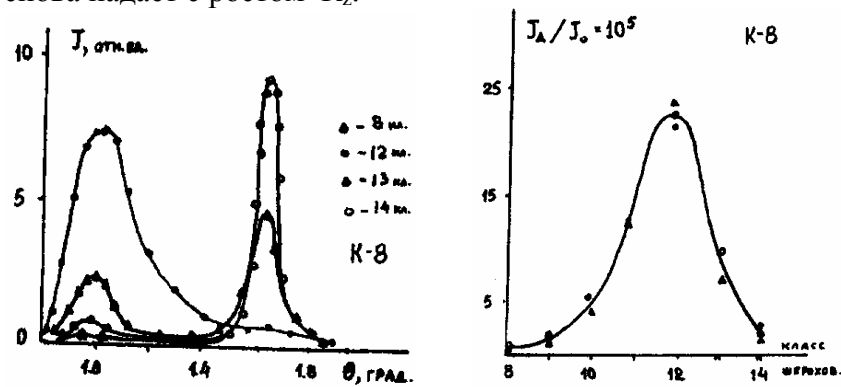 снова падает с ростом Rz.
J, отн.ед.
10
5
0
1.0
1.4
1.8
θ, град.
▲ - 8 кл.
• - 12 кл.
▲ - 13 кл.
○ - 14 кл.
К-8
J_A / J_o * 10^5
К-8
25
15
5
8
10
12
14
класс
шерохов.